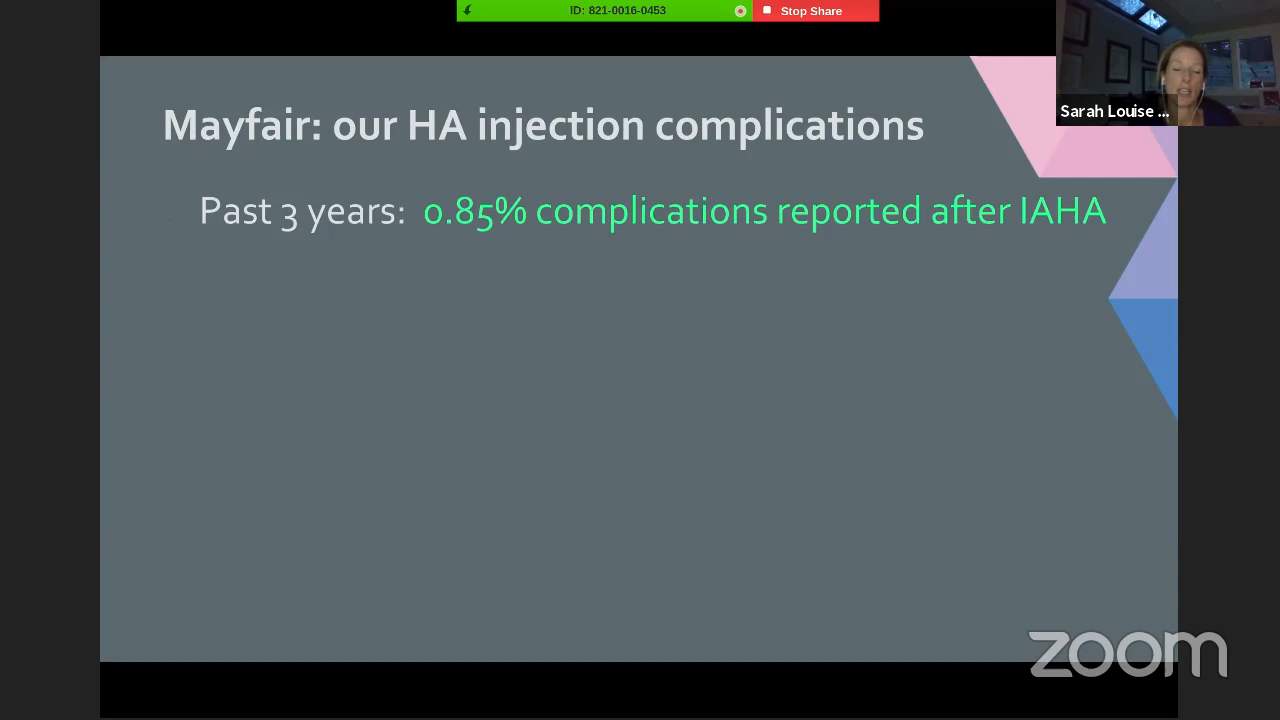 ID: 821-0016-0453
Stop Share
Sarah Louise ...
Mayfair: our HA injection complications
Past 3 years: 0.85% complications reported after IAHA
zoom